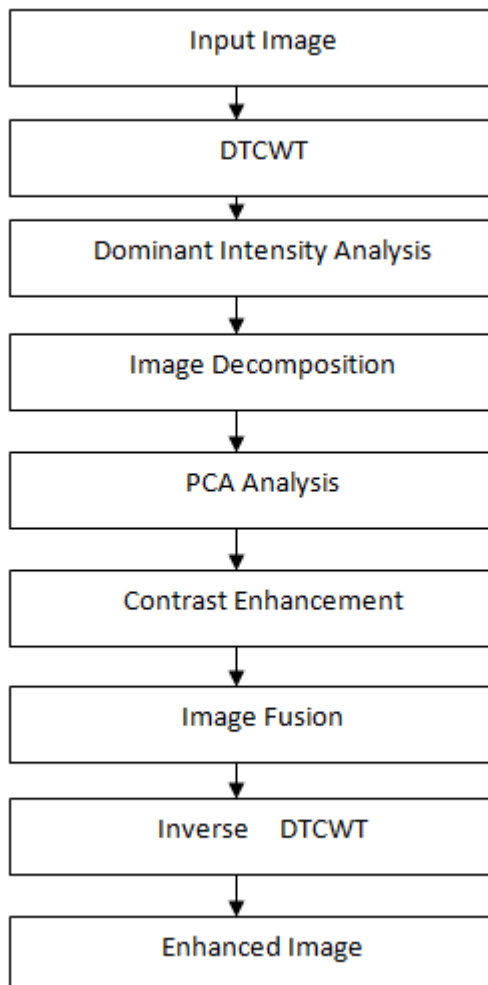 Input Image
DTCWT
Dominant Intensity Analysis
Image Decomposition
PCA Analysis
Contrast Enhancement
Image Fusion
Inverse DTCWT
Enhanced Image